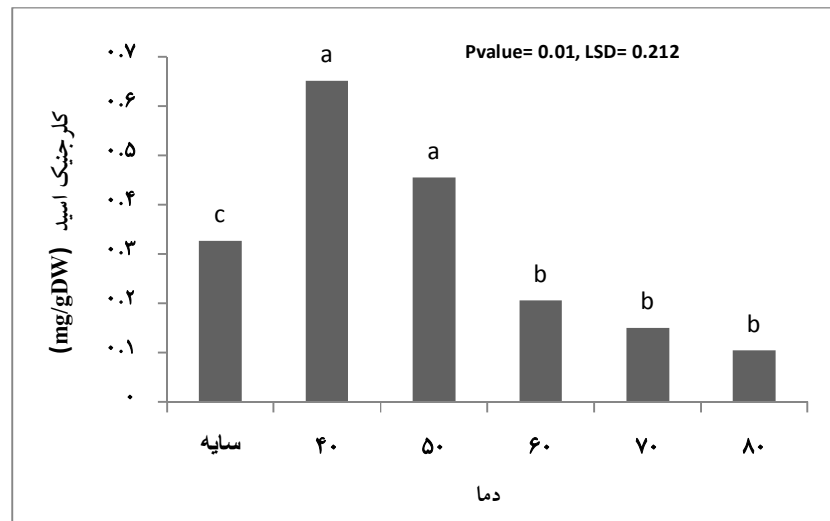 Pvalue= 0.01, LSD= 0.212
کلرجنیک اسید (mg/gDW)
۰.۷
۰.۶
۰.۵
۰.۴
۰.۳
۰.۲
۰.۱
۰
c
a
a
b
b
b
سایه
۴۰
۵۰
۶۰
۷۰
۸۰
دما